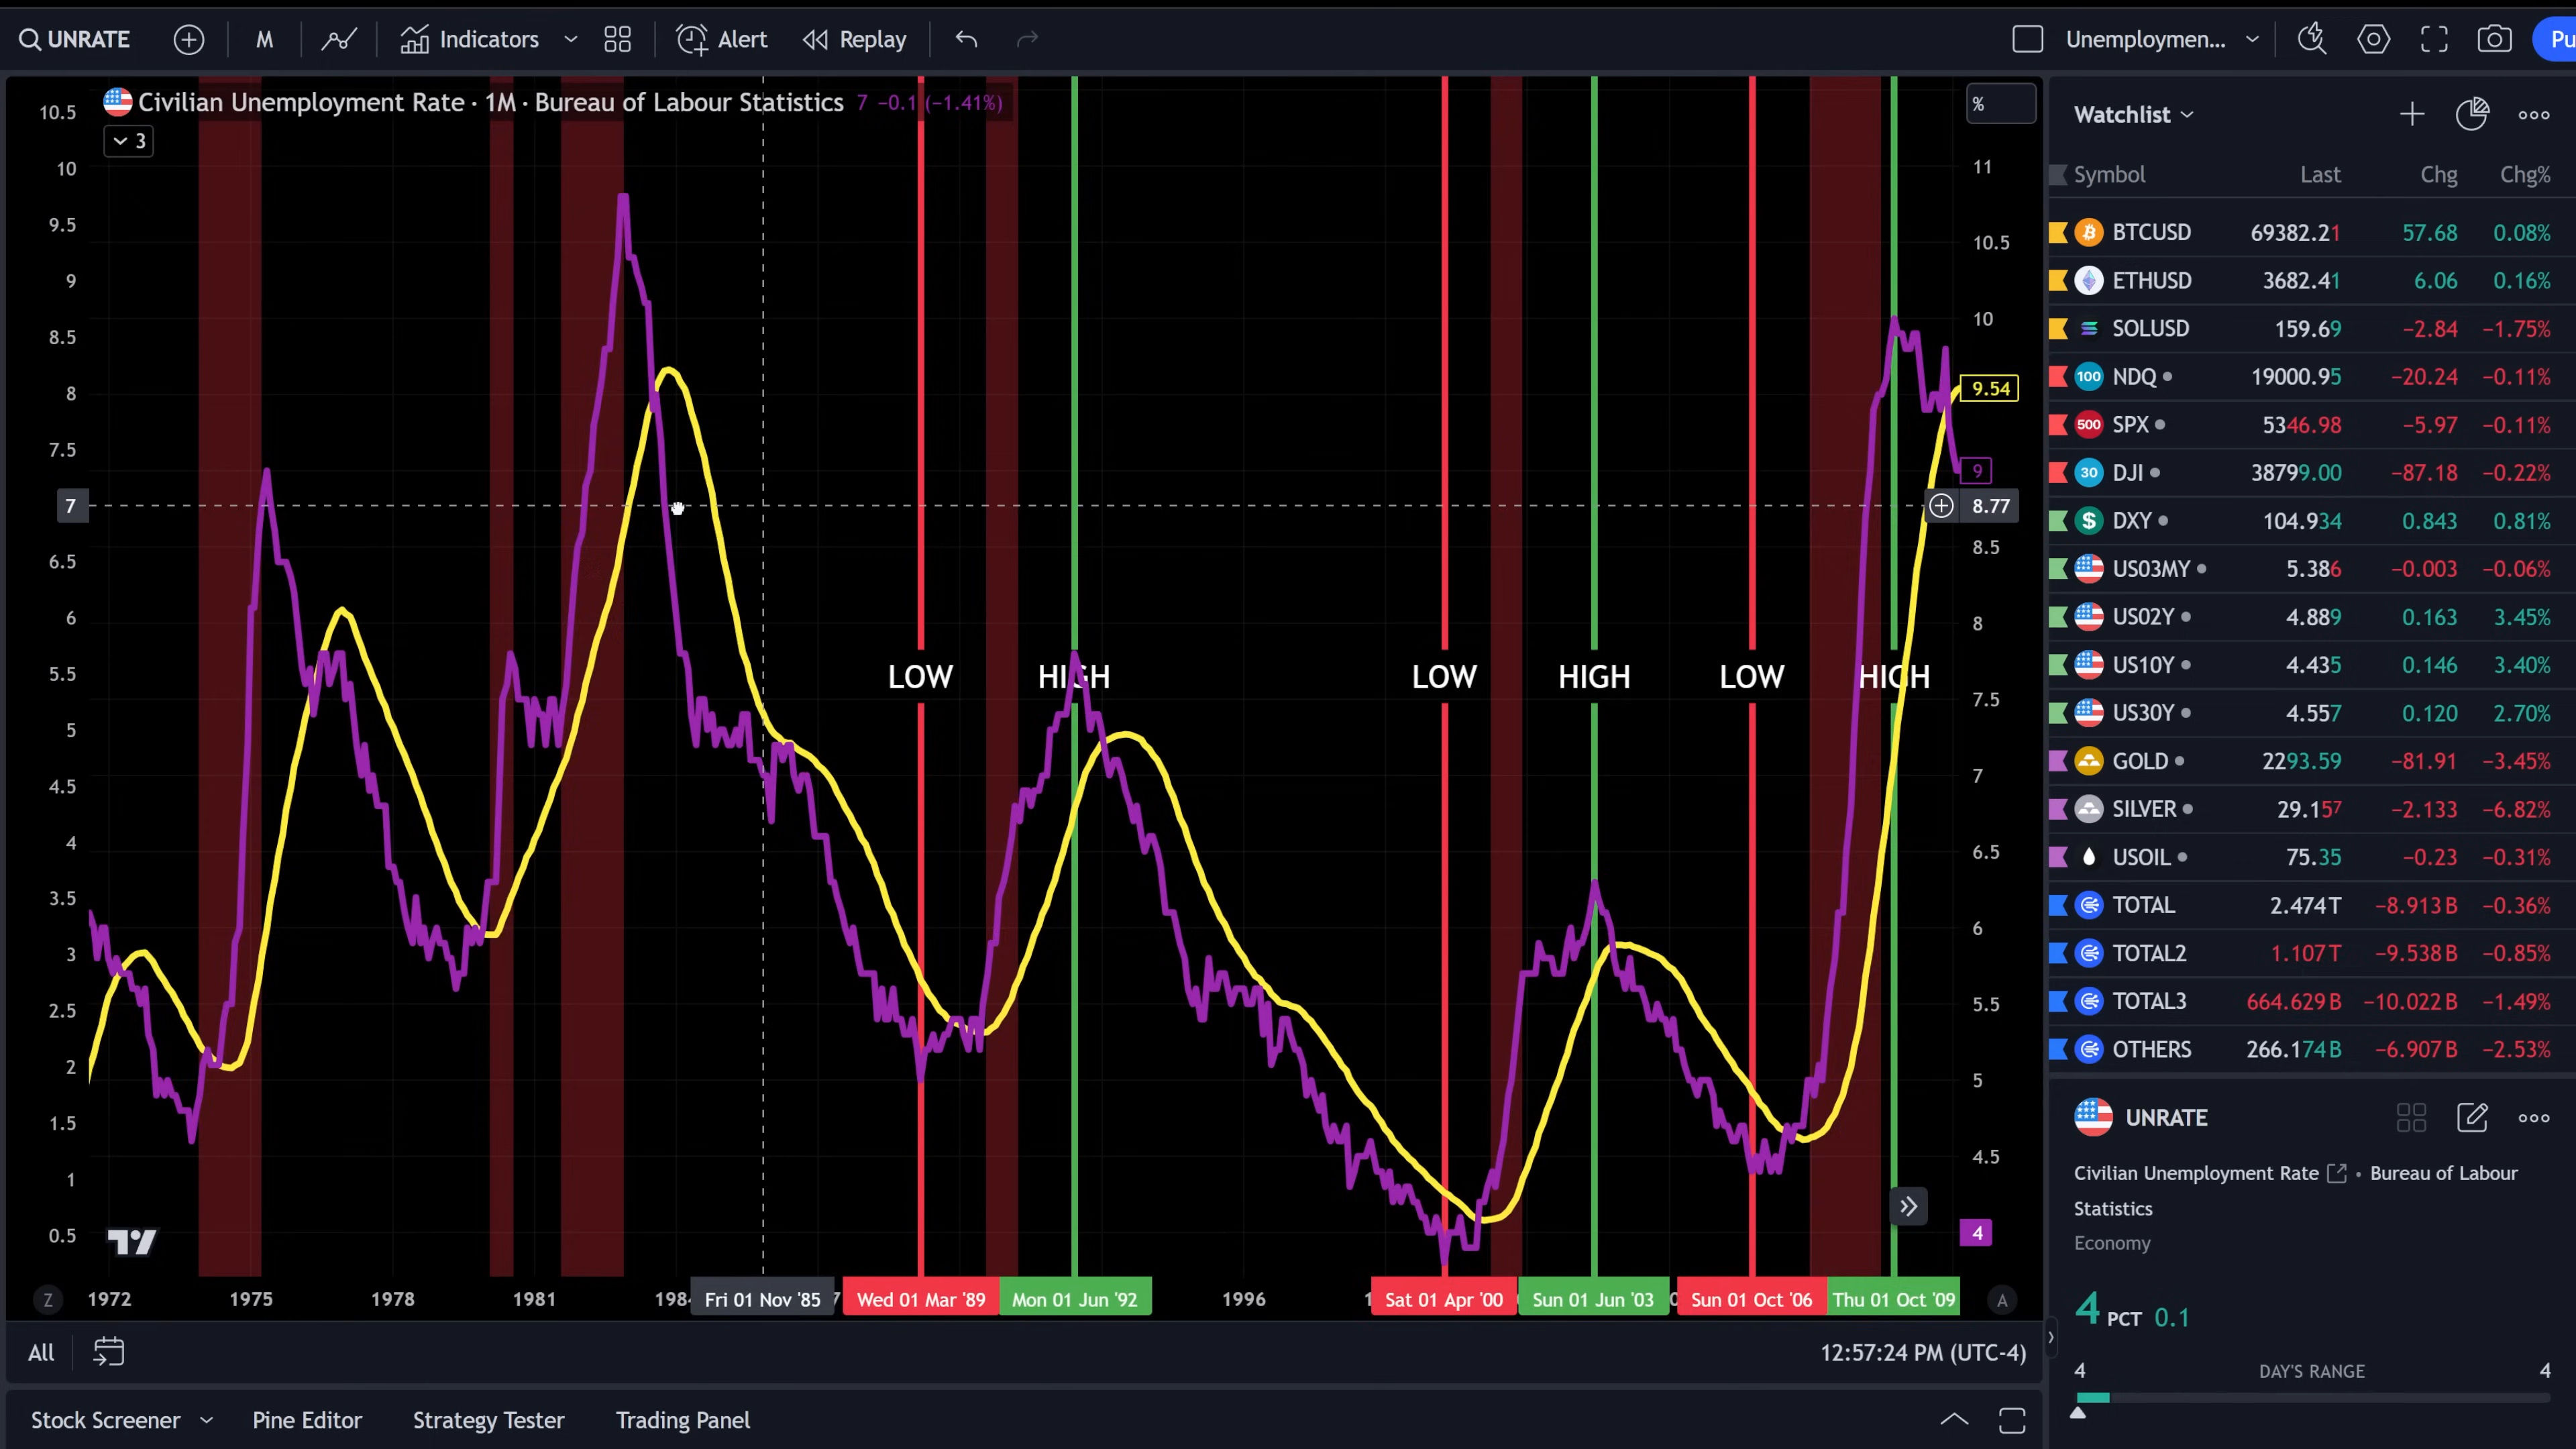 UNRATE M Indicators Alert Replay Unemploymen... Pu
Civilian Unemployment Rate · 1M · Bureau of Labour Statistics 7 −0.1 (−1.41%)
3
%
10.5
10
9.5
9
8.5
8
7.5
7
6.5
6
5.5
5
4.5
4
3.5
3
2.5
2
1.5
1
0.5
LOW HIGH LOW HIGH LOW HIGH
11
10.5
10
9.54
9
8.77
8.5
8
7.5
7
6.5
6
5.5
5
4.5
4
Z 1972 1975 1978 1981 Fri 01 Nov '85 Wed 01 Mar '89 Mon 01 Jun '92 1996 Sat 01 Apr '00 Sun 01 Jun '03 Sun 01 Oct '06 Thu 01 Oct '09 A
All 12:57:24 PM (UTC-4)
Stock Screener Pine Editor Strategy Tester Trading Panel
Watchlist
Symbol Last Chg Chg%
BTCUSD 69382.21 57.68 0.08%
ETHUSD 3682.41 6.06 0.16%
SOLUSD 159.69 −2.84 −1.75%
100 NDQ 19000.95 −20.24 −0.11%
500 SPX 5346.98 −5.97 −0.11%
30 DJI 38799.00 −87.18 −0.22%
$ DXY 104.934 0.843 0.81%
US03MY 5.386 −0.003 −0.06%
US02Y 4.889 0.163 3.45%
US10Y 4.435 0.146 3.40%
US30Y 4.557 0.120 2.70%
GOLD 2293.59 −81.91 −3.45%
SILVER 29.157 −2.133 −6.82%
USOIL 75.35 −0.23 −0.31%
TOTAL 2.474T −8.913B −0.36%
TOTAL2 1.107T −9.538B −0.85%
TOTAL3 664.629B −10.022B −1.49%
OTHERS 266.174B −6.907B −2.53%
UNRATE
Civilian Unemployment Rate · Bureau of Labour
Statistics
Economy
4 PCT 0.1
4 DAY'S RANGE 4